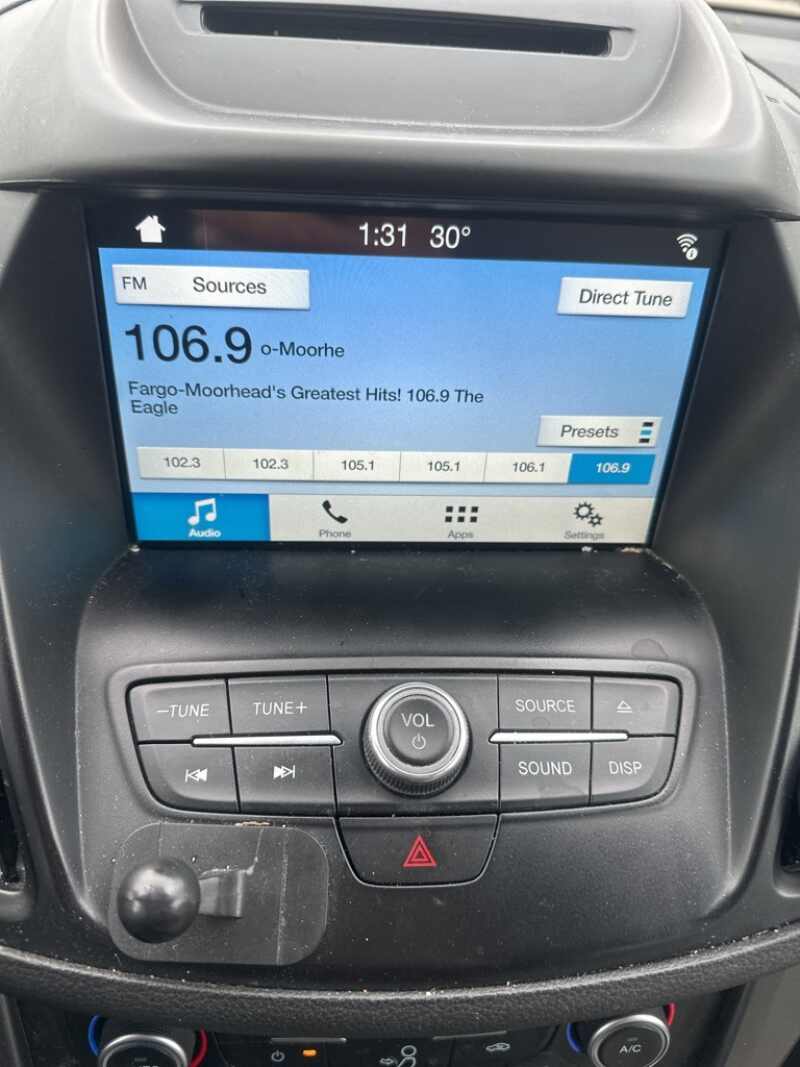 1:31 30°
FM Sources
Direct Tune
106.9 o-Moorhe
Fargo-Moorhead's Greatest Hits! 106.9 The
Eagle
Presets
102.3 102.3 105.1 105.1 106.1 106.9
Audio Phone Apps Settings
−TUNE TUNE+ VOL SOURCE
SOUND DISP
A/C